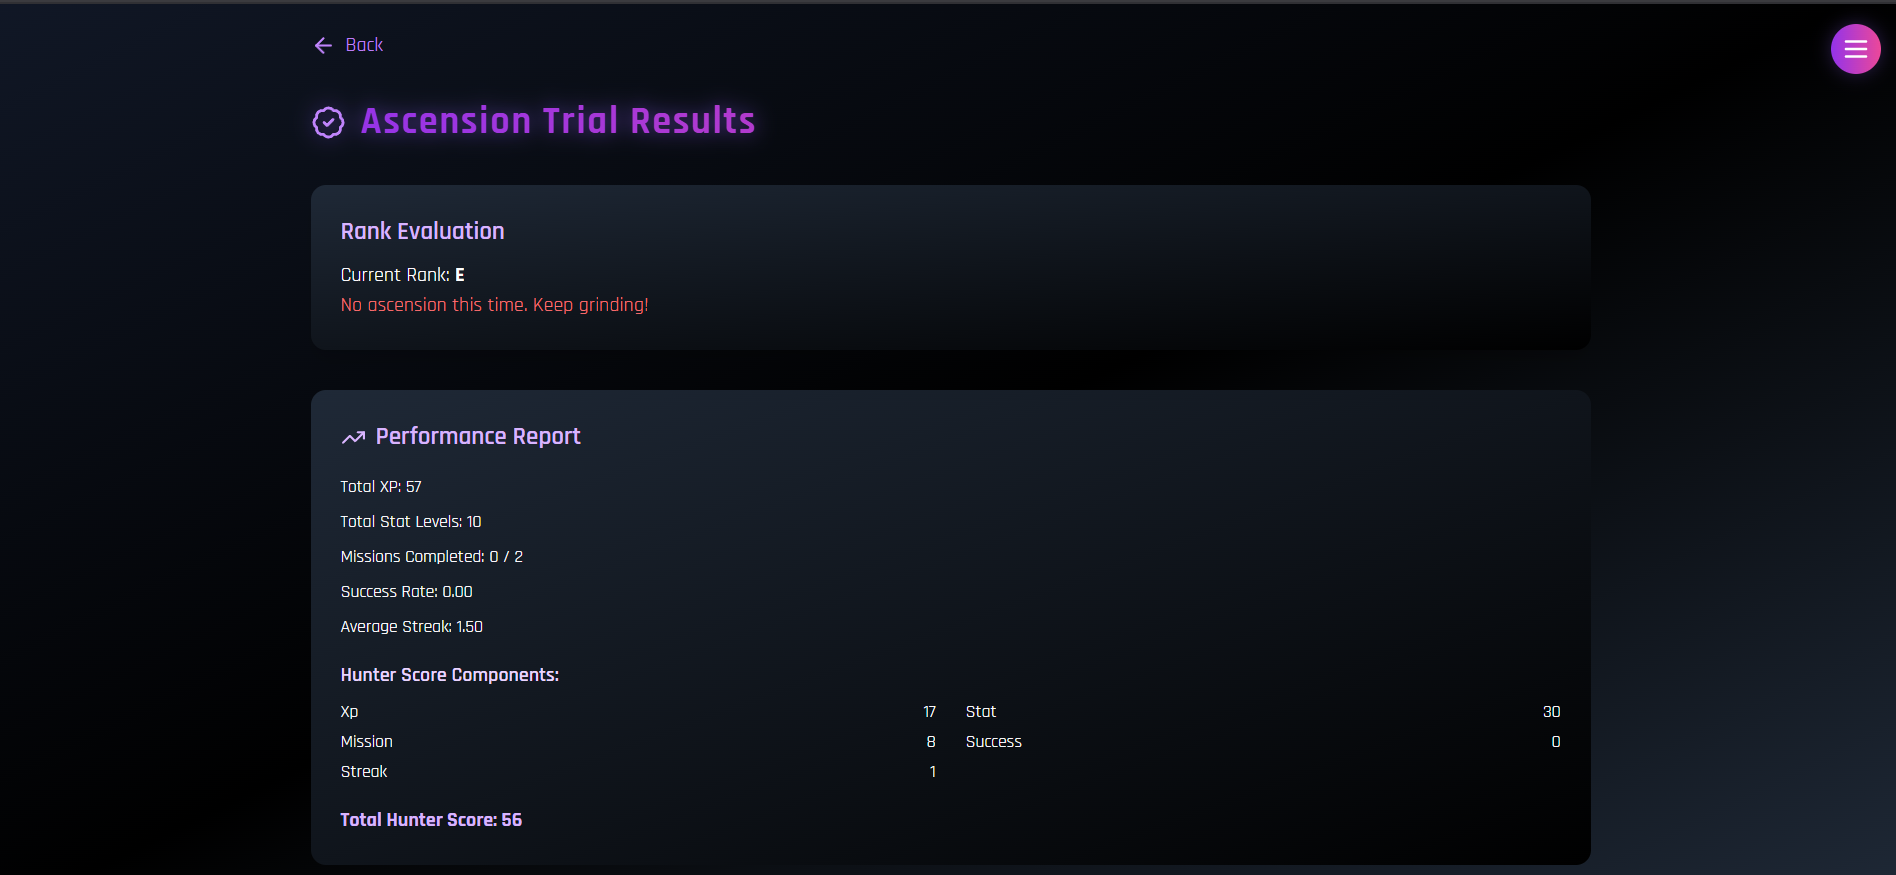 Back
Ascension Trial Results
Rank Evaluation
Current Rank: E
No ascension this time. Keep grinding!
Performance Report
Total XP: 57
Total Stat Levels: 10
Missions Completed: 0 / 2
Success Rate: 0.00
Average Streak: 1.50
Hunter Score Components:
Xp 17 Stat 30
Mission 8 Success 0
Streak 1
Total Hunter Score: 56